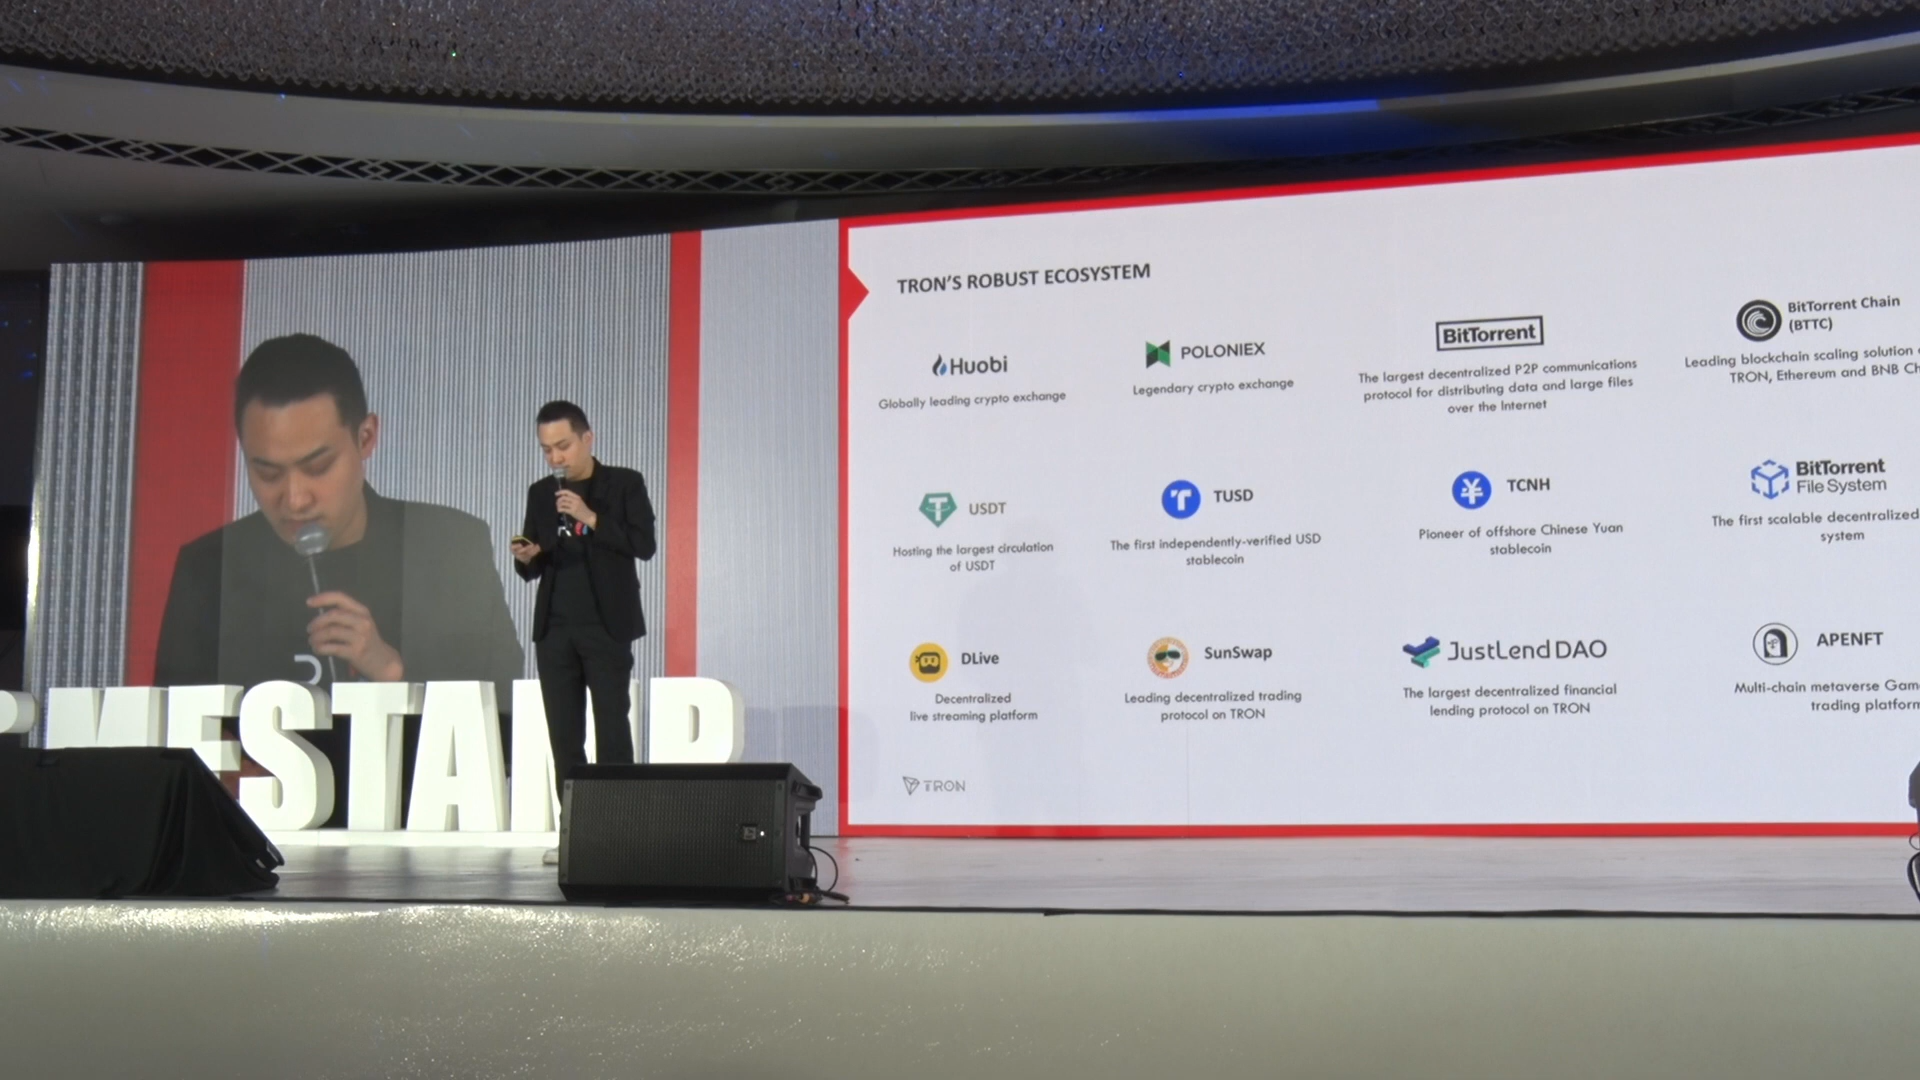 TRON'S ROBUST ECOSYSTEM
Huobi
Globally leading crypto exchange
POLONIEX
Legendary crypto exchange
BitTorrent
The largest decentralized P2P communications
protocol for distributing data and large files
over the Internet
BitTorrent Chain
(BTTC)
Leading blockchain scaling solution
TRON, Ethereum and BNB Ch
USDT
Hosting the largest circulation
of USDT
TUSD
The first independently-verified USD
stablecoin
TCNH
Pioneer of offshore Chinese Yuan
stablecoin
BitTorrent
File System
The first scalable decentralized
system
DLive
Decentralized
live streaming platform
SunSwap
Leading decentralized trading
protocol on TRON
JustLend DAO
The largest decentralized financial
lending protocol on TRON
APENFT
Multi-chain metaverse Gam
trading platform
TRON
MESTAMP